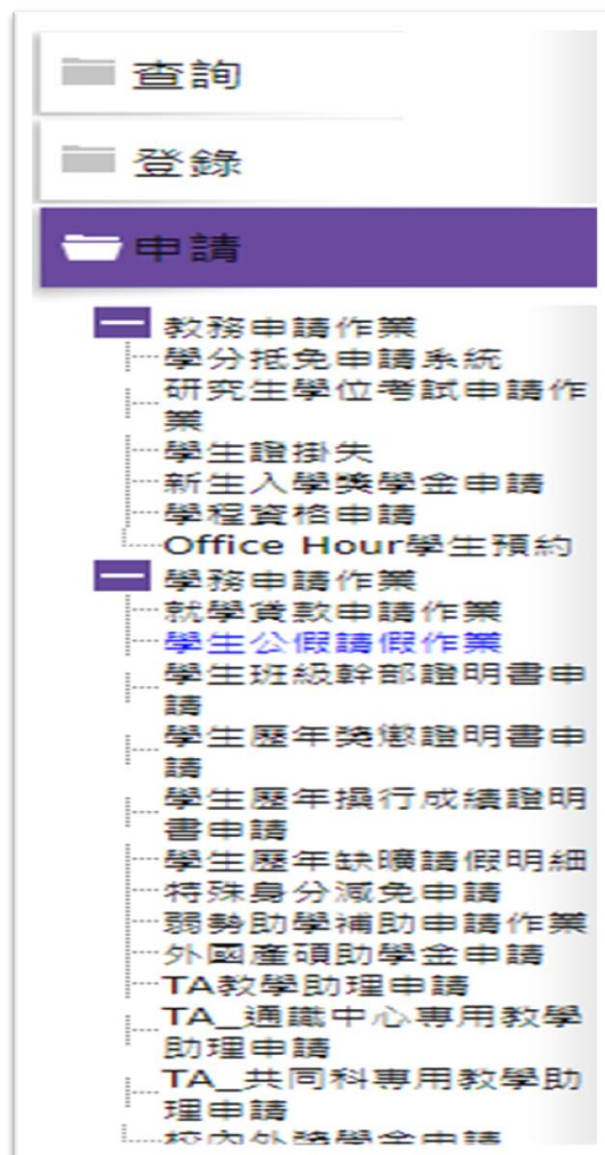 查詢
登錄
申請
教務申請作業
學分抵免申請系統
研究生學位考試申請作
業
學生證掛失
新生入學獎學金申請
學程資格申請
Office Hour學生預約
學務申請作業
就學貸款申請作業
學生公假請假作業
學生班級幹部證明書申
請
學生歷年獎懲證明書申
請
學生歷年操行成績證明
書申請
學生歷年缺曠請假明細
特殊身分減免申請
弱勢助學補助申請作業
外國產碩助學金申請
TA教學助理申請
TA_通識中心專用教學
助理申請
TA_共同科專用教學助
理申請
校內外獎學金申請